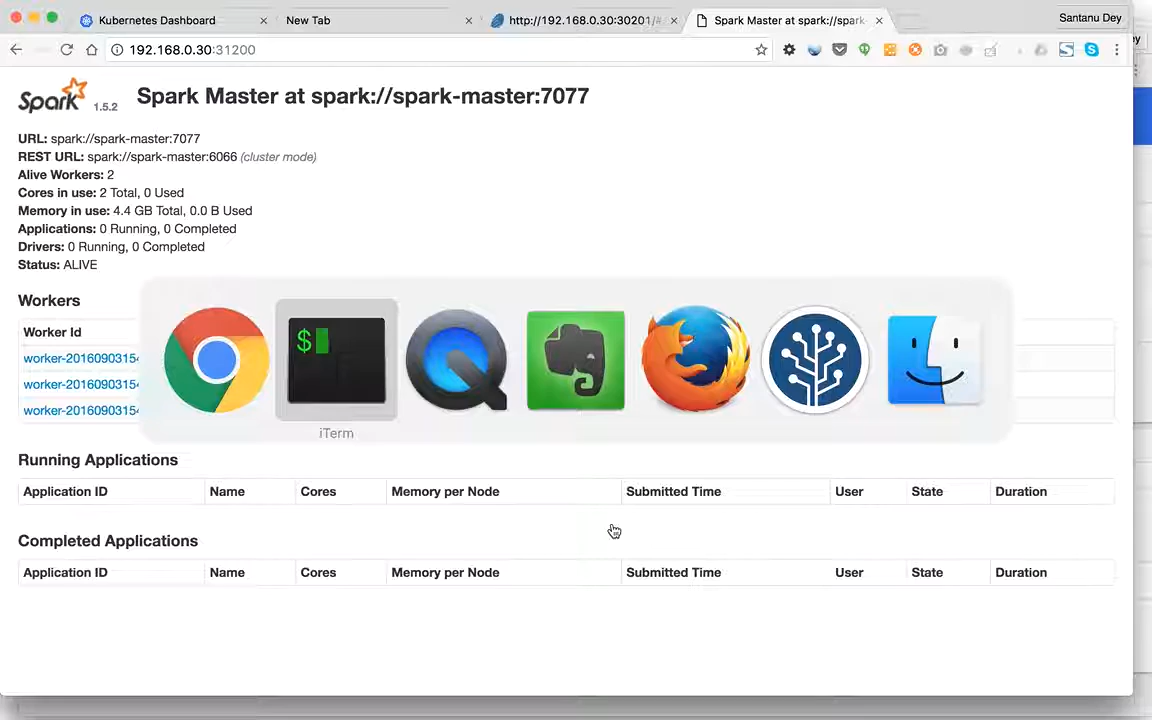 Kubernetes Dashboard
New Tab
http://192.168.0.30:30201/#
Spark Master at spark://spark-
Santanu Dey
192.168.0.30:31200
Spark 1.5.2
Spark Master at spark://spark-master:7077
URL: spark://spark-master:7077
REST URL: spark://spark-master:6066 (cluster mode)
Alive Workers: 2
Cores in use: 2 Total, 0 Used
Memory in use: 4.4 GB Total, 0.0 B Used
Applications: 0 Running, 0 Completed
Drivers: 0 Running, 0 Completed
Status: ALIVE
Workers
Worker Id
worker-2016090315
worker-2016090315
worker-2016090315
$
iTerm
Running Applications
Application ID Name Cores Memory per Node Submitted Time User State Duration
Completed Applications
Application ID Name Cores Memory per Node Submitted Time User State Duration